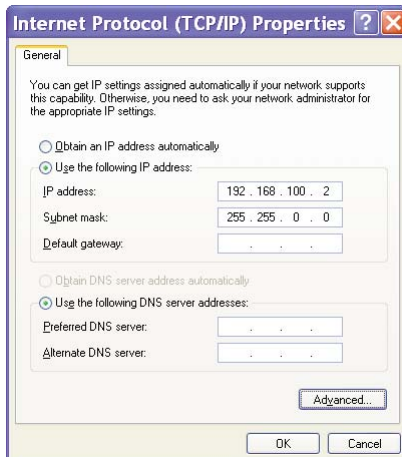 Internet Protocol (TCP/IP) Properties
General
You can get IP settings assigned automatically if your network supports
this capability. Otherwise, you need to ask your network administrator for
the appropriate IP settings.
Obtain an IP address automatically
Use the following IP address:
IP address: 192 . 168 . 100 . 2
Subnet mask: 255 . 255 . 0 . 0
Default gateway: . . .
Obtain DNS server address automatically
Use the following DNS server addresses:
Preferred DNS server: . . .
Alternate DNS server: . . .
Advanced...
OK Cancel